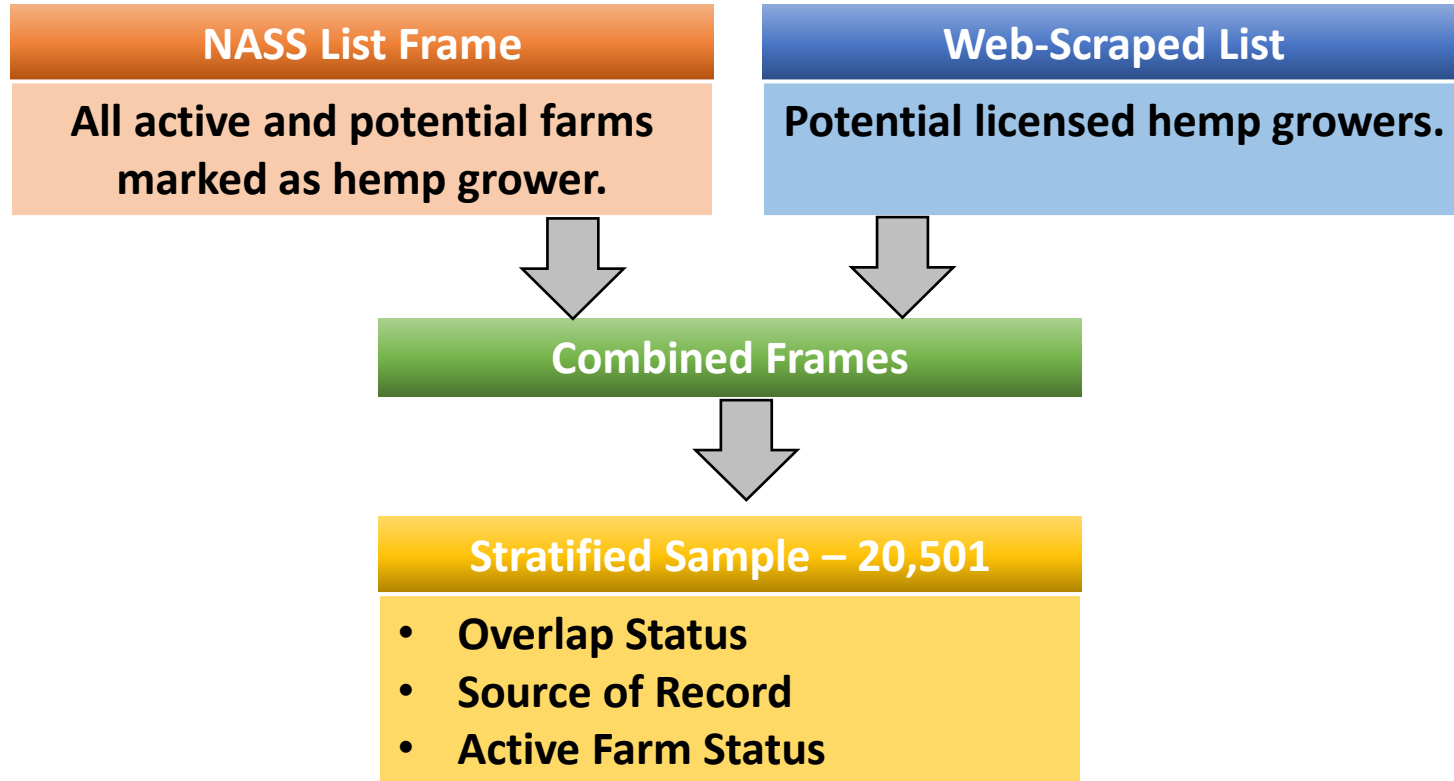 NASS List Frame
All active and potential farms
marked as hemp grower.
Web-Scraped List
Potential licensed hemp growers.
Combined Frames
Stratified Sample – 20,501
• Overlap Status
• Source of Record
• Active Farm Status